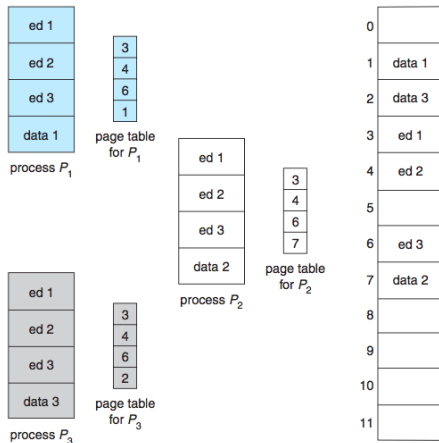 ed 1
ed 2
ed 3
data 1
process P1
3
4
6
1
page table
for P1
ed 1
ed 2
ed 3
data 2
process P2
3
4
6
7
page table
for P2
ed 1
ed 2
ed 3
data 3
process P3
3
4
6
2
page table
for P3
0
1 data 1
2 data 3
3 ed 1
4 ed 2
5
6 ed 3
7 data 2
8
9
10
11